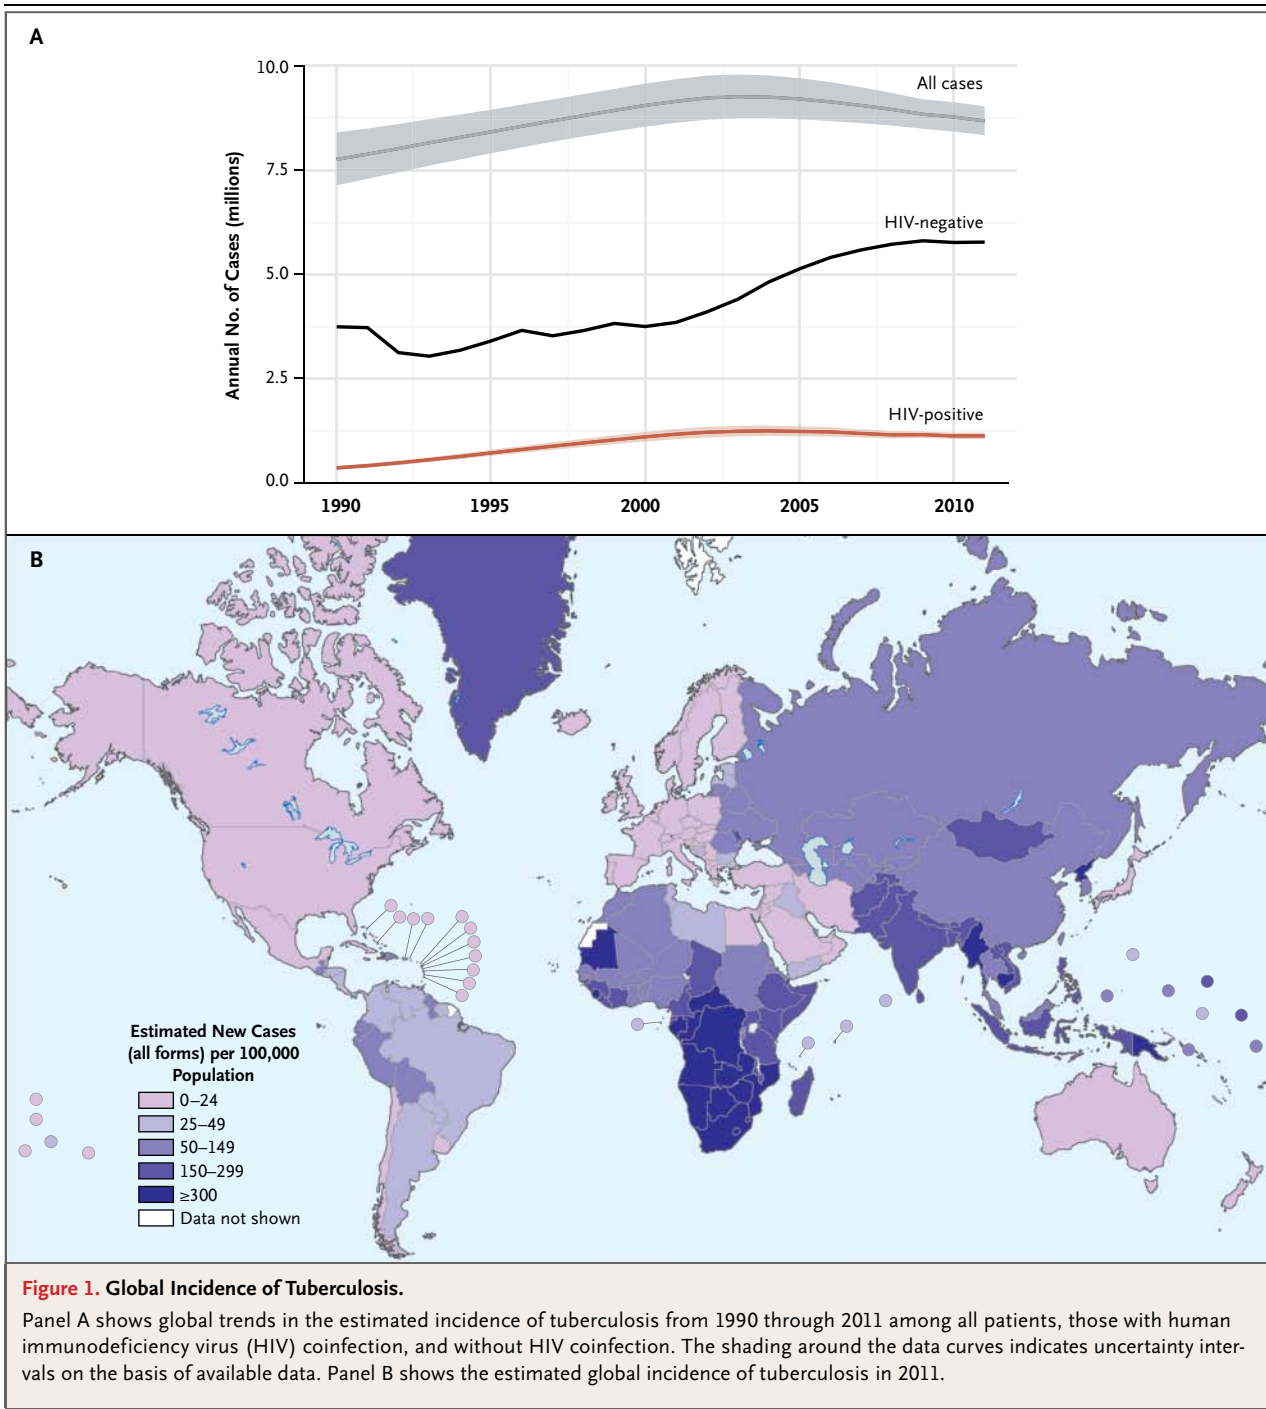 A
10.0
All cases
7.5
HIV-negative
5.0
2.5
HIV-positive
0.0
Annual No. of Cases (millions)
1990 1995 2000 2005 2010
B
Estimated New Cases
(all forms) per 100,000
Population
0–24
25–49
50–149
150–299
≥300
Data not shown
Figure 1. Global Incidence of Tuberculosis.
Panel A shows global trends in the estimated incidence of tuberculosis from 1990 through 2011 among all patients, those with human
immunodeficiency virus (HIV) coinfection, and without HIV coinfection. The shading around the data curves indicates uncertainty inter-
vals on the basis of available data. Panel B shows the estimated global incidence of tuberculosis in 2011.